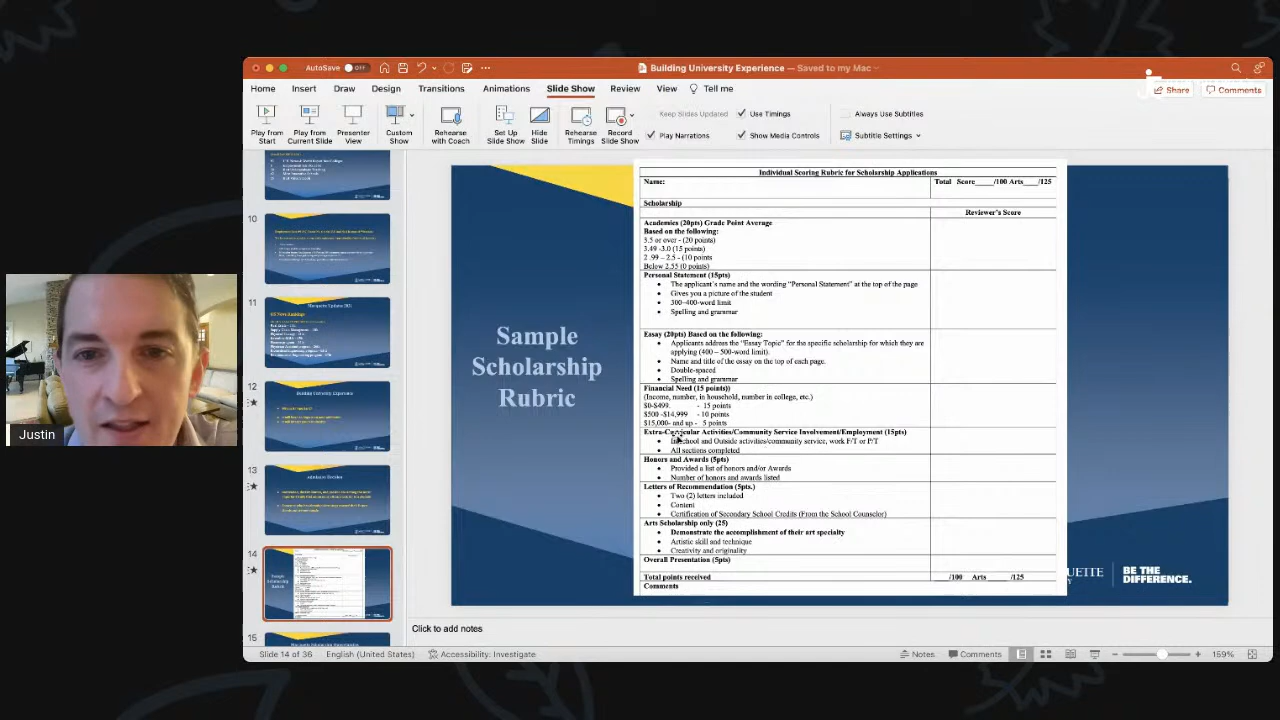 AutoSave OFF
Building University Experience — Saved to my Mac
Home Insert Draw Design Transitions Animations Slide Show Review View Tell me
Share Comments
Play from Start
Play from Current Slide
Presenter View
Custom Show
Rehearse with Coach
Set Up Slide Show
Hide Slide
Rehearse Timings
Record Slide Show
Keep Slides Updated
Use Timings
Always Use Subtitles
Play Narrations
Show Media Controls
Subtitle Settings
10
11
12
Building University Experience
13
14
15
Justin
Sample
Scholarship
Rubric
Individual Scoring Rubric for Scholarship Applications
Name:
Total Score_____/100 Arts____/125
Scholarship
Reviewer's Score
Academics (20pts) Grade Point Average
Based on the following:
3.5 or over - (20 points)
3.49 -3.0 (15 points)
2 .99 – 2.5 - (10 points
Below 2.55 (0 points)
Personal Statement (15pts)
• The applicant's name and the wording "Personal Statement" at the top of the page
• Gives you a picture of the student
• 300–400-word limit
• Spelling and grammar
Essay (20pts) Based on the following:
• Applicants address the "Essay Topic" for the specific scholarship for which they are
applying (400 – 500-word limit).
• Name and title of the essay on the top of each page.
• Double-spaced
• Spelling and grammar
Financial Need (15 points))
(Income, number, in household, number in college, etc.)
$0-$499. - 15 points
$500 -$14,999 - 10 points
$15,000- and up - 5 points
Extra-Curricular Activities/Community Service Involvement/Employment (15pts)
• In school and Outside activities/community service, work F/T or P/T
• All sections completed
Honors and Awards (5pts)
• Provided a list of honors and/or Awards
• Number of honors and awards listed
Letters of Recommendation (5pts.)
• Two (2) letters included
• Content
• Certification of Secondary School Credits (From the School Counselor)
Arts Scholarship only (25)
• Demonstrate the accomplishment of their art specialty
• Artistic skill and technique
• Creativity and originality
Overall Presentation (5pts)
Total points received
____/100 Arts ______/125
Comments
UETTE
Y
BE THE
DIFFERENCE.
Click to add notes
Slide 14 of 36 English (United States) Accessibility: Investigate
Notes Comments 159%